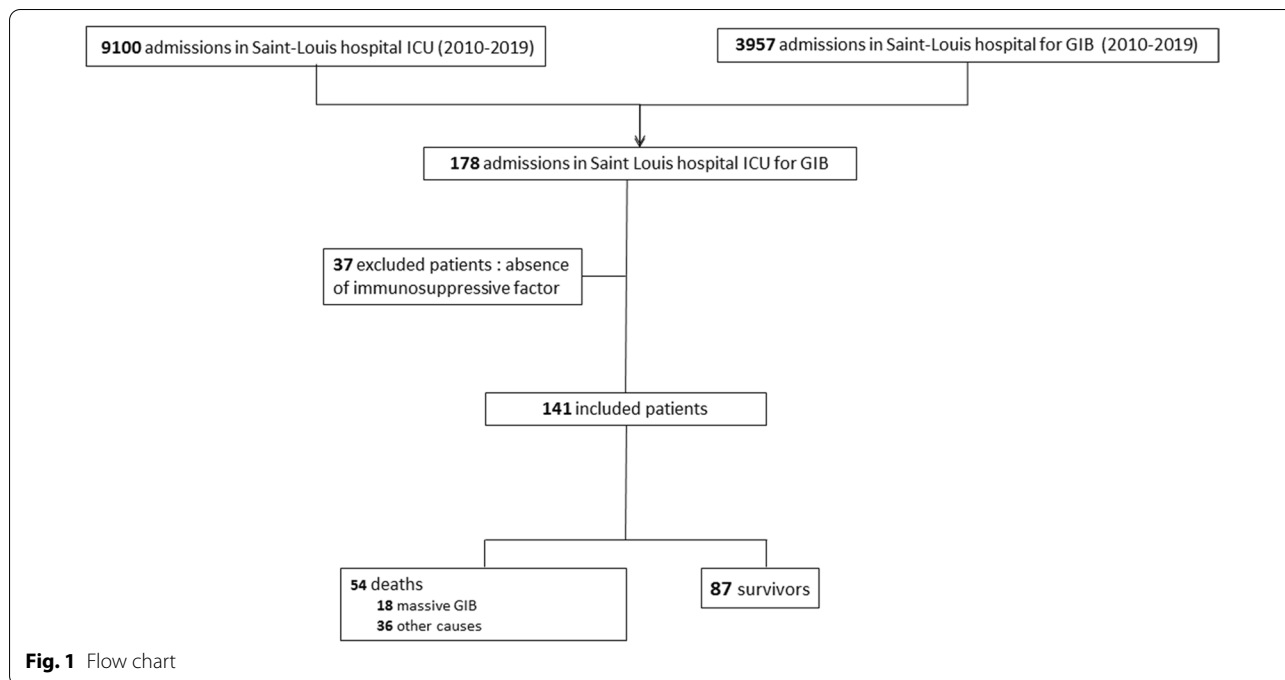 9100 admissions in Saint-Louis hospital ICU (2010-2019)
3957 admissions in Saint-Louis hospital for GIB (2010-2019)
178 admissions in Saint Louis hospital ICU for GIB
37 excluded patients : absence
of immunosuppressive factor
141 included patients
54 deaths
18 massive GIB
36 other causes
87 survivors
Fig. 1 Flow chart